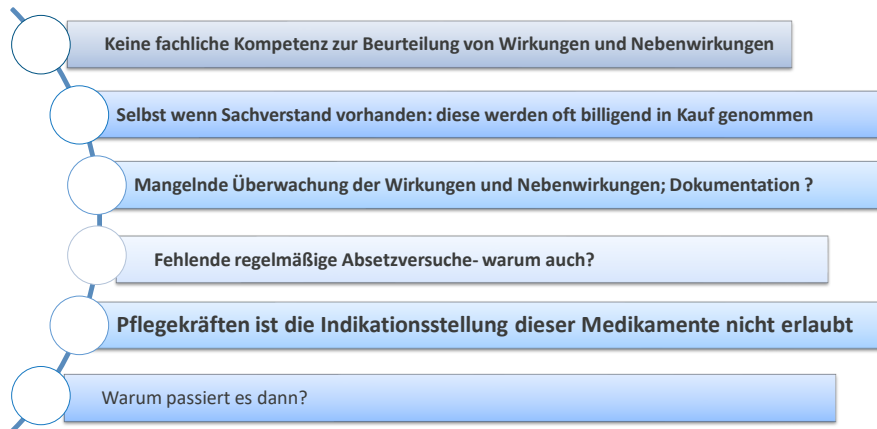 Keine fachliche Kompetenz zur Beurteilung von Wirkungen und Nebenwirkungen
Selbst wenn Sachverstand vorhanden: diese werden oft billigend in Kauf genommen
Mangelnde Überwachung der Wirkungen und Nebenwirkungen; Dokumentation ?
Fehlende regelmäßige Absetzversuche- warum auch?
Pflegekräften ist die Indikationsstellung dieser Medikamente nicht erlaubt
Warum passiert es dann?